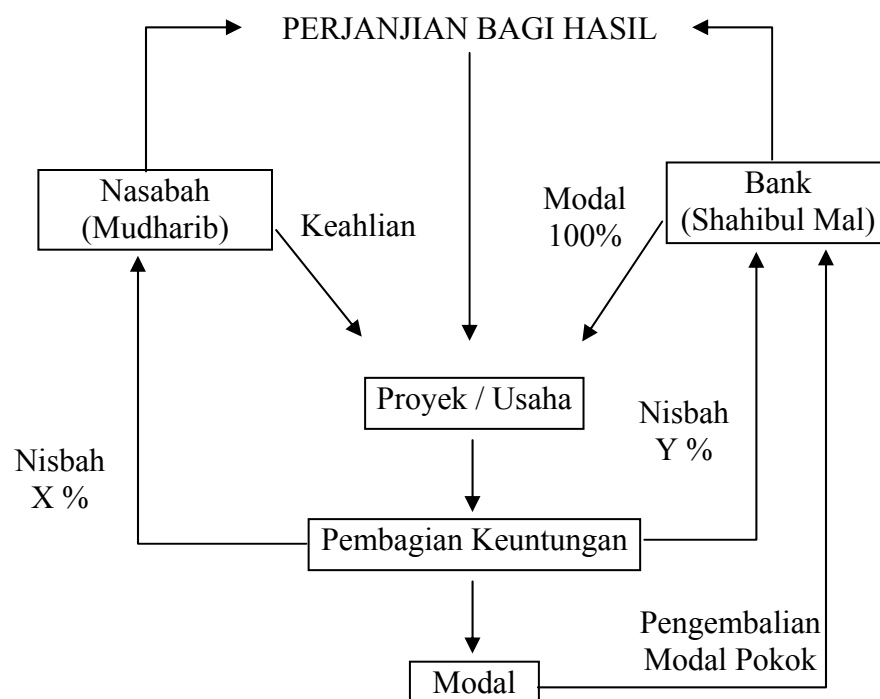 PERJANJIAN BAGI HASIL
Nasabah
(Mudharib)
Keahlian
Modal
100%
Bank
(Shahibul Mal)
Proyek / Usaha
Nisbah
X %
Nisbah
Y %
Pembagian Keuntungan
Pengembalian
Modal Pokok
Modal